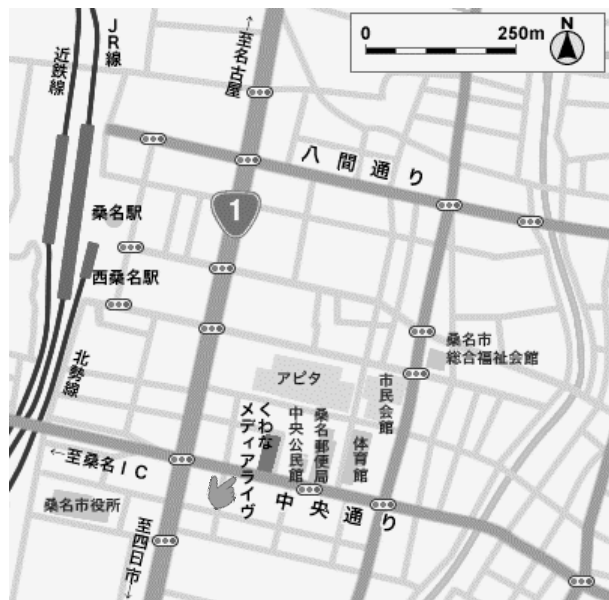 0 250m N
JR線
近鉄線
←至名古屋
八間通り
1
桑名駅
西桑名駅
北勢線
桑名市
総合福祉会館
アピタ
市民会館
くわな
メディアライヴ
中央公民館
桑名郵便局
体育館
←至桑名IC
中央通り
桑名市役所
至四日市→